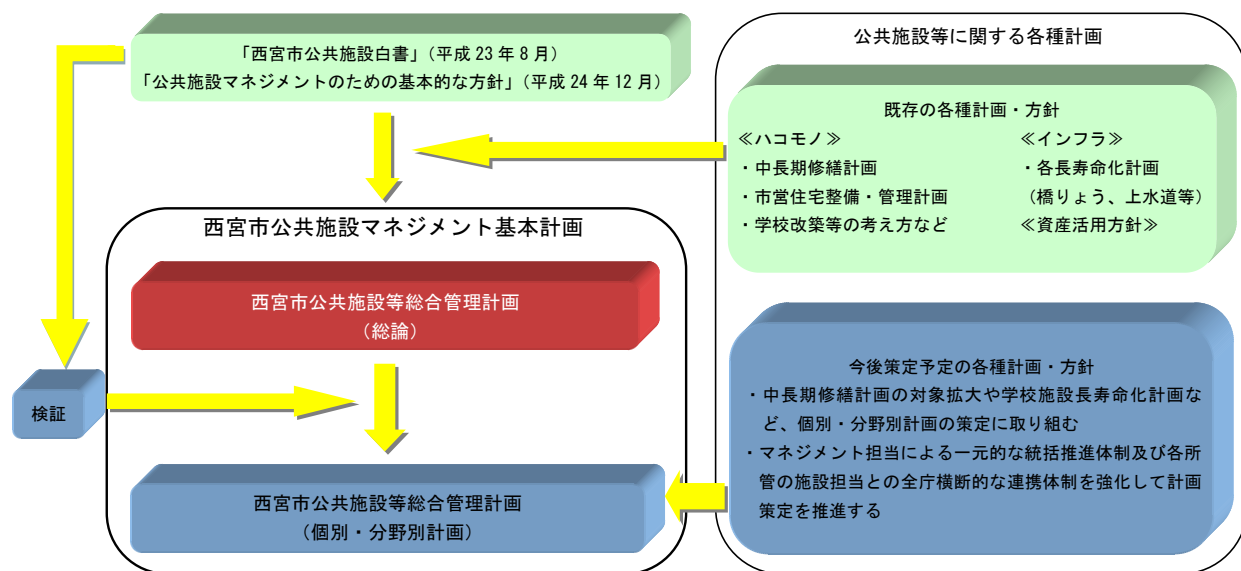 「西宮市公共施設白書」（平成 23 年 8 月）
「公共施設マネジメントのための基本的な方針」（平成 24 年 12 月）
西宮市公共施設マネジメント基本計画
西宮市公共施設等総合管理計画
（総論）
検証
西宮市公共施設等総合管理計画
（個別・分野別計画）
公共施設等に関する各種計画
既存の各種計画・方針
≪ハコモノ≫
・中長期修繕計画
・市営住宅整備・管理計画
・学校改築等の考え方など
≪インフラ≫
・各長寿命化計画
（橋りょう、上水道等）
≪資産活用方針≫
今後策定予定の各種計画・方針
・中長期修繕計画の対象拡大や学校施設長寿命化計画な
ど、個別・分野別計画の策定に取り組む
・マネジメント担当による一元的な統括推進体制及び各所
管の施設担当との全庁横断的な連携体制を強化して計画
策定を推進する